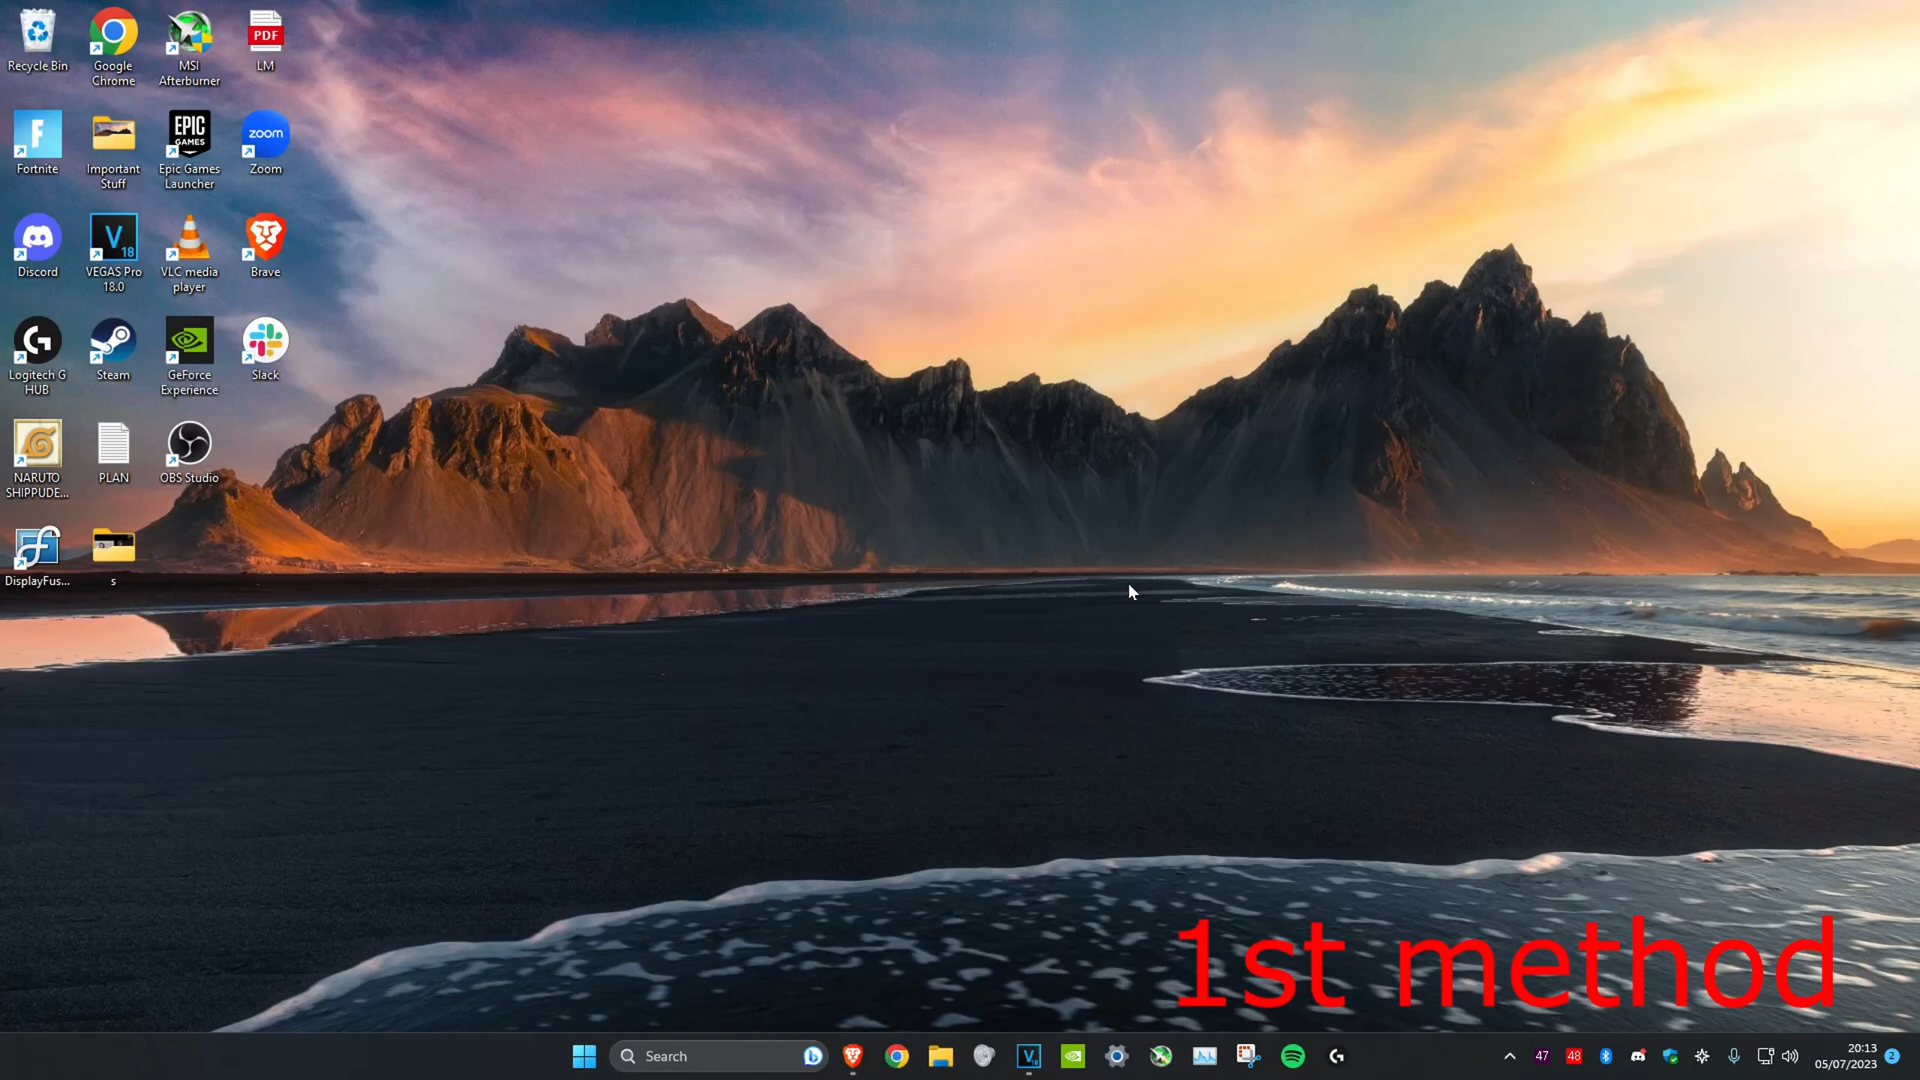 Recycle Bin
Google
Chrome
MSI
Afterburner
PDF
LM
F
Fortnite
Important
Stuff
EPIC
GAMES
Epic Games
Launcher
zoom
Zoom
Discord
V
18
VEGAS Pro
18.0
VLC media
player
Brave
Logitech G
HUB
Steam
GeForce
Experience
Slack
NARUTO
SHIPPUDE...
PLAN
OBS Studio
DisplayFus...
s
1st method
Search
47
48
20:13
05/07/2023
2